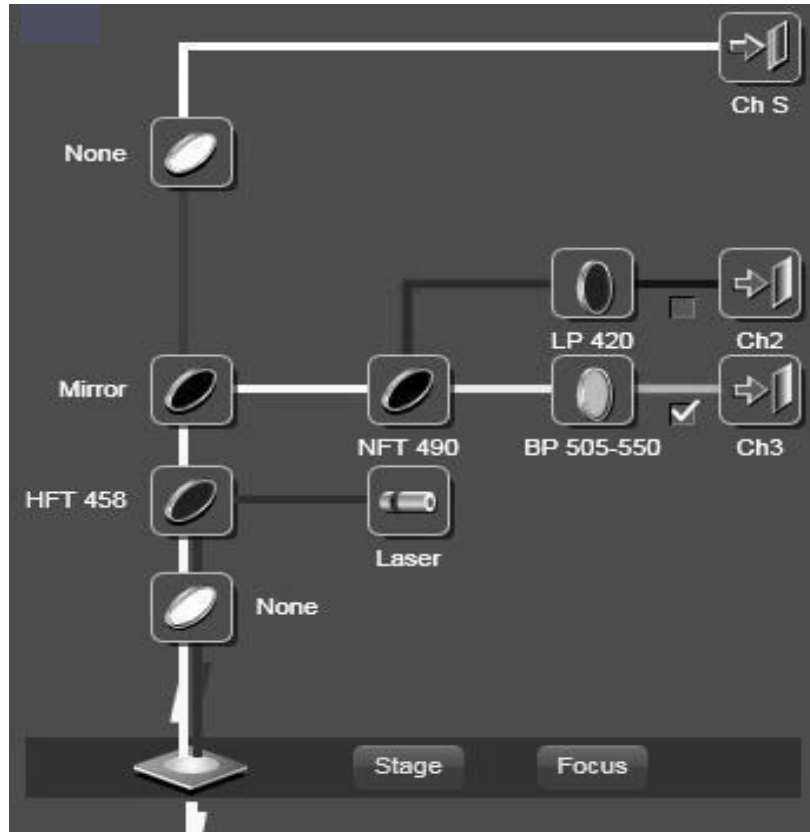 Ch S
None
LP 420
Ch2
Mirror
NFT 490
BP 505-550
Ch3
HFT 458
Laser
None
Stage
Focus